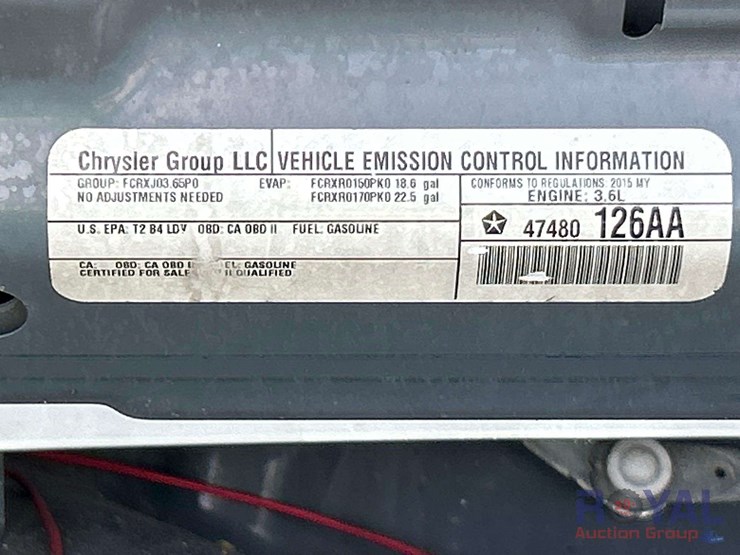 Chrysler Group LLC VEHICLE EMISSION CONTROL INFORMATION
GROUP: FCRXJ03.65P0 EVAP: FCRXR0150PK0 18.6 gal
NO ADJUSTMENTS NEEDED FCRXR0170PK0 22.5 gal
CONFORMS TO REGULATIONS: 2015 MY
ENGINE: 3.6L
U.S. EPA: T2 B4 LDV OBD: CA OBD II FUEL: GASOLINE
47480 126AA
CA: OBD: CA OBD II GASOLINE
CERTIFIED FOR SALE QUALIFIED
ROYAL
Auction Group